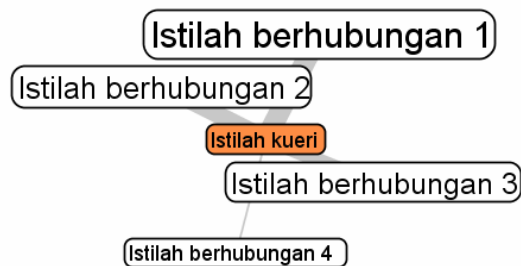 Istilah berhubungan 1
Istilah berhubungan 2
Istilah kueri
Istilah berhubungan 3
Istilah berhubungan 4